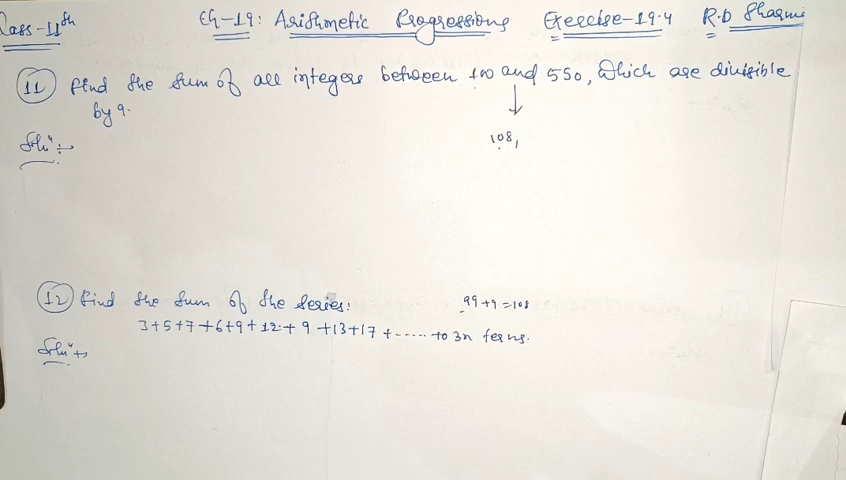 Class-11th Ch-19: Arithmetic Progressions Exercise-19.4 R.D Sharma
(11) Find the sum of all integers between 100 and 550, which are divisible
by 9.
108,
Soln:-
(12) Find the sum of the series: 99+9=108
3+5+7+6+9+12+9+13+17+...... to 3n terms.
Soln:-